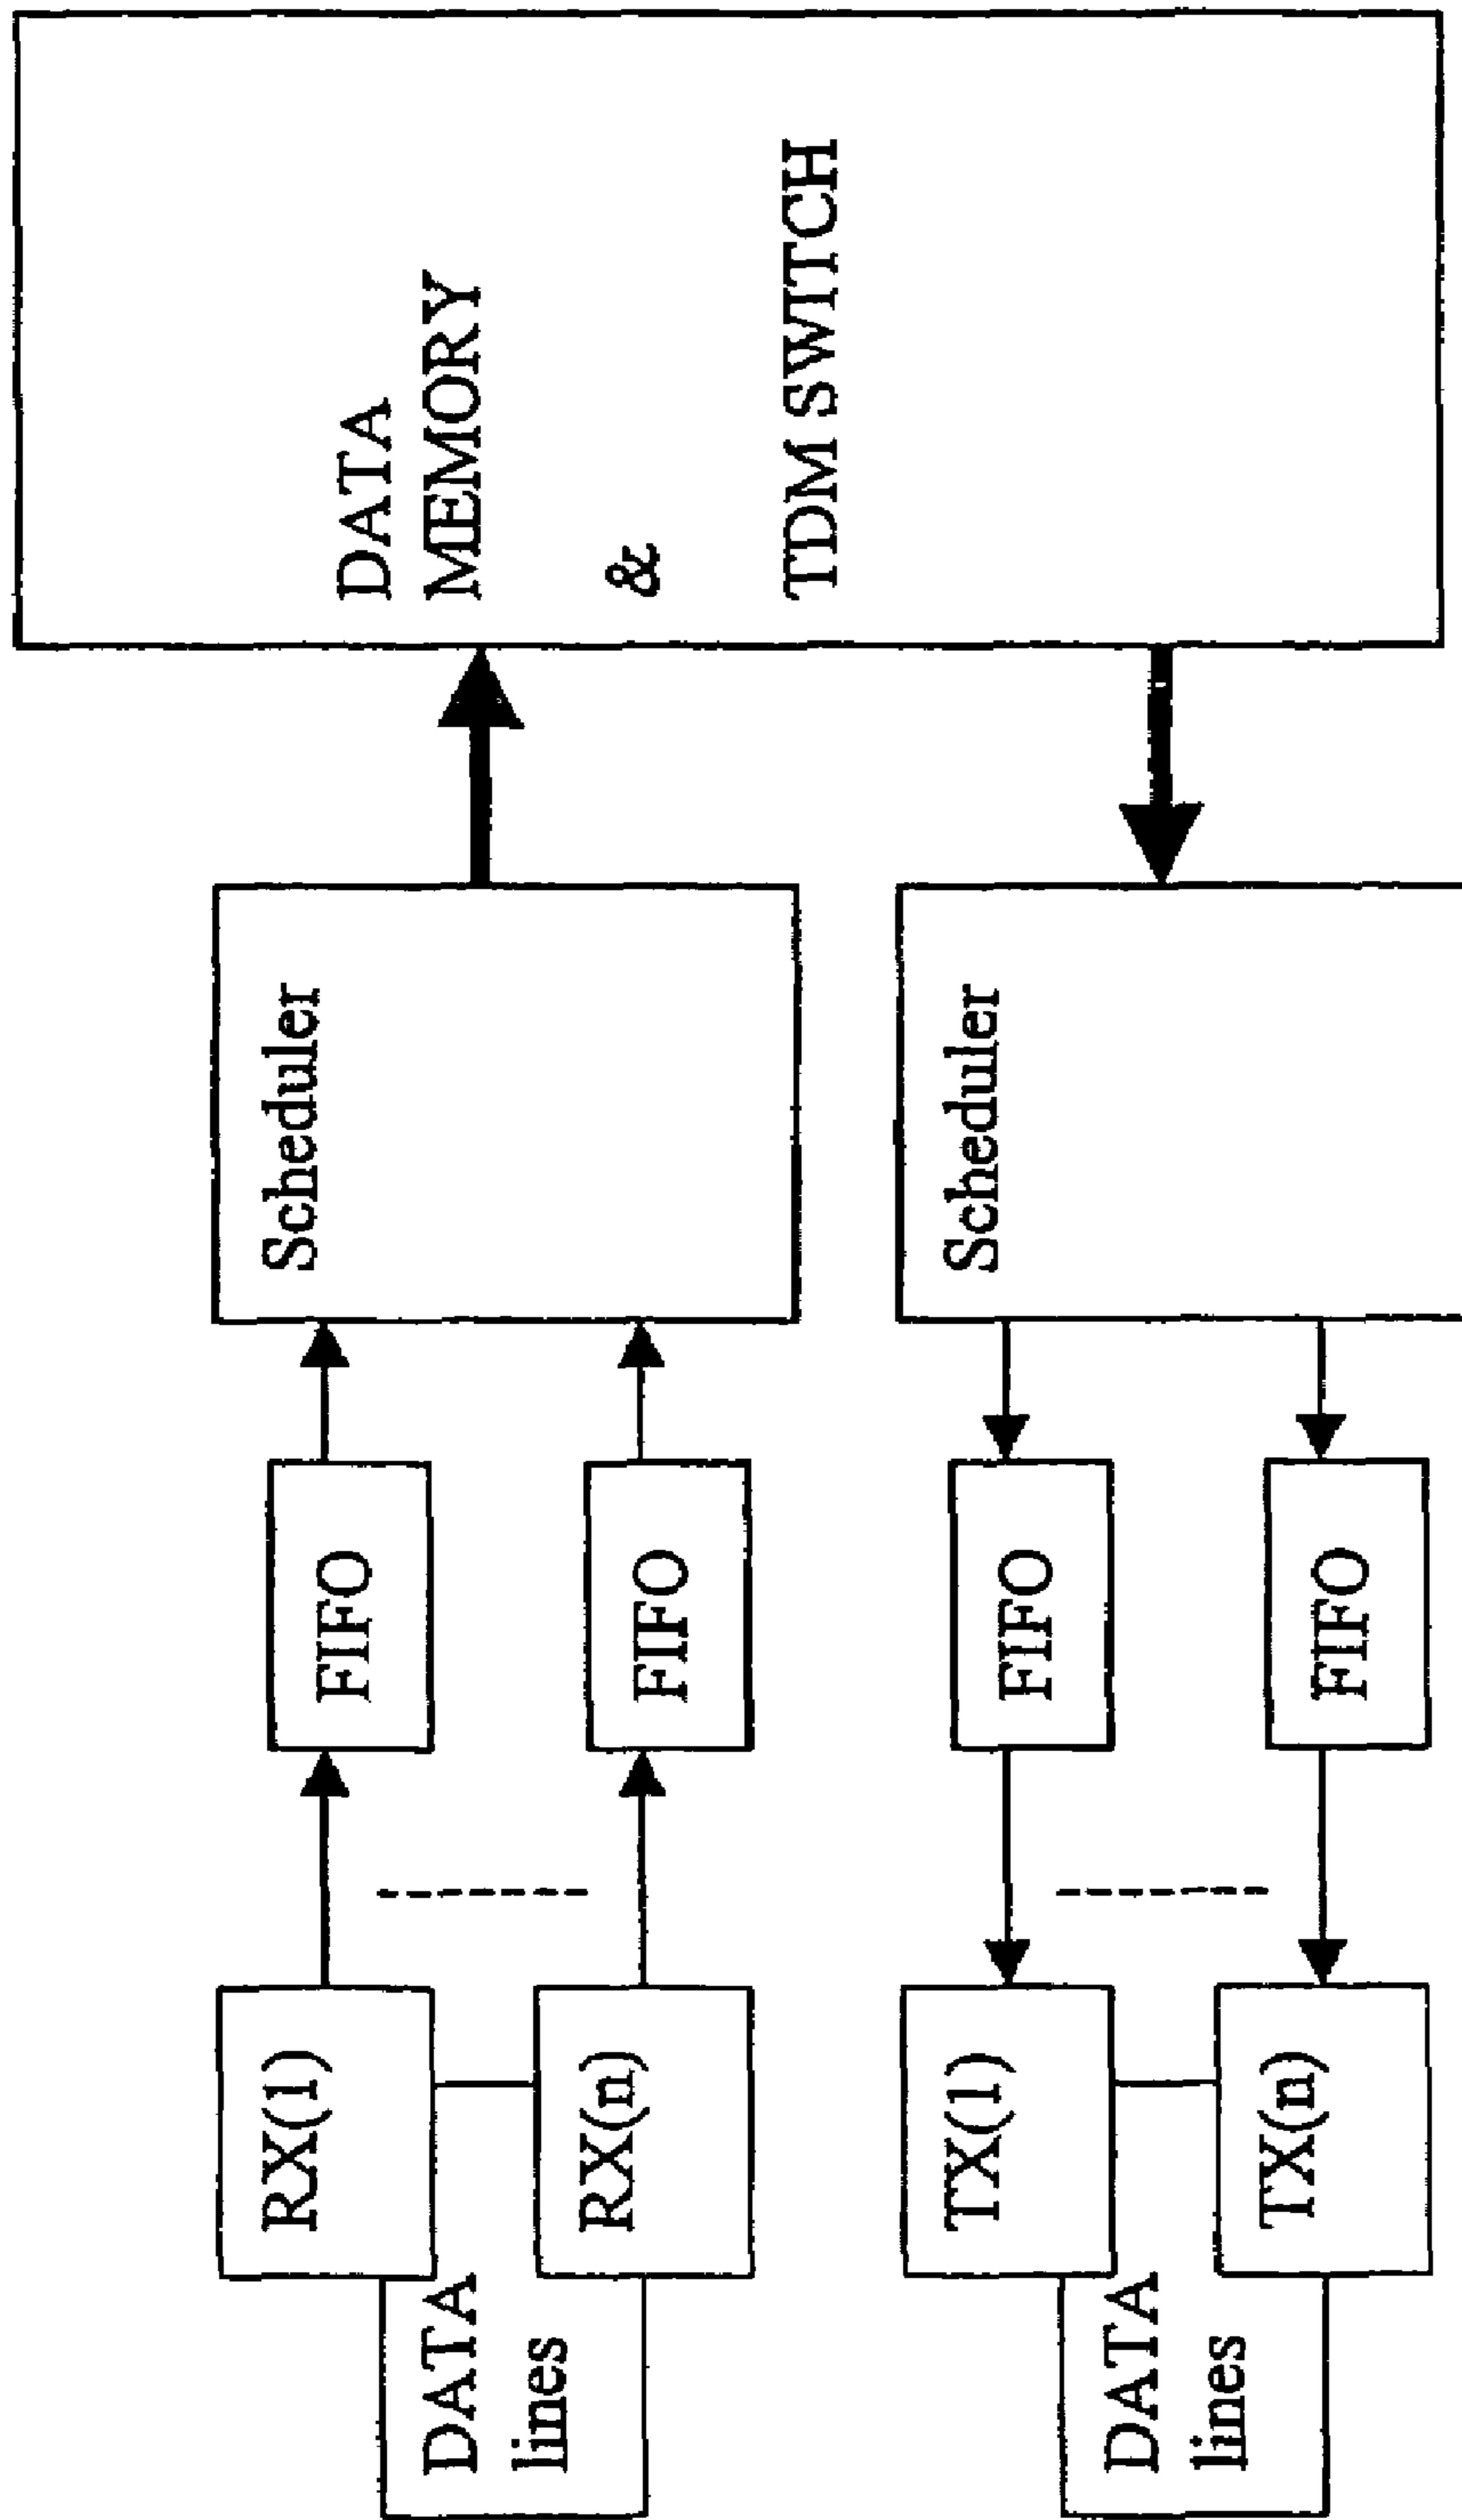 DATA
lines
RX(1)
RX(n)
FIFO
FIFO
Scheduler
DATA
MEMORY
&
TDM SWITCH
DATA
lines
TX(1)
TX(n)
FIFO
FIFO
Scheduler